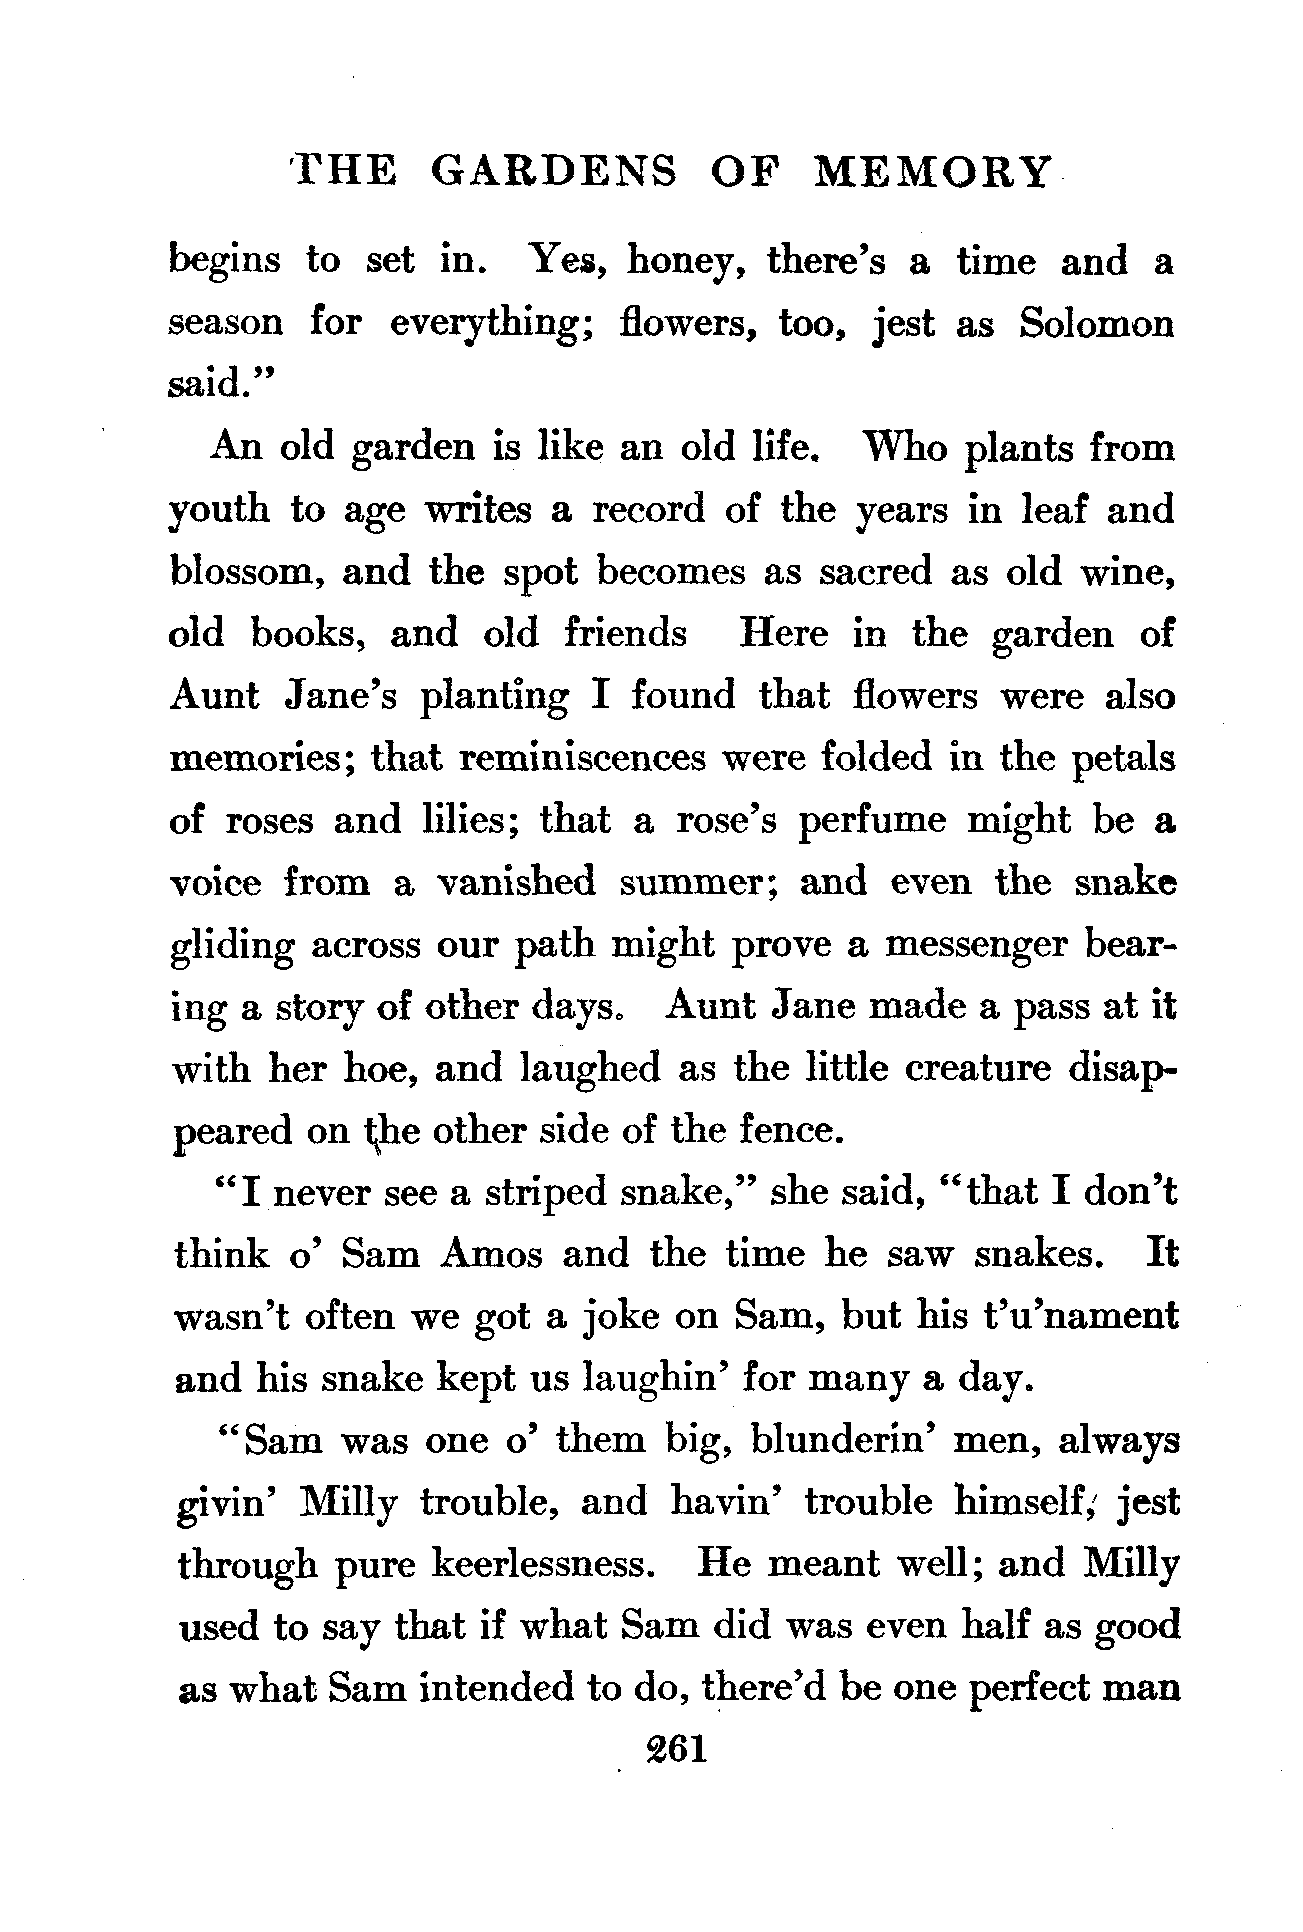 THE GARDENS OF MEMORY
begins to set in. Yes, honey, there's a time and a
season for everything; flowers, too, jest as Solomon
said."
An old garden is like an old life. Who plants from
youth to age writes a record of the years in leaf and
blossom, and the spot becomes as sacred as old wine,
old books, and old friends Here in the garden of
Aunt Jane's planting I found that flowers were also
memories; that reminiscences were folded in the petals
of roses and lilies; that a rose's perfume might be a
voice from a vanished summer; and even the snake
gliding across our path might prove a messenger bear-
ing a story of other days. Aunt Jane made a pass at it
with her hoe, and laughed as the little creature disap-
peared on the other side of the fence.
"I never see a striped snake," she said, "that I don't
think o' Sam Amos and the time he saw snakes. It
wasn't often we got a joke on Sam, but his t'u'nament
and his snake kept us laughin' for many a day.
"Sam was one o' them big, blunderin' men, always
givin' Milly trouble, and havin' trouble himself, jest
through pure keerlessness. He meant well; and Milly
used to say that if what Sam did was even half as good
as what Sam intended to do, there'd be one perfect man
261